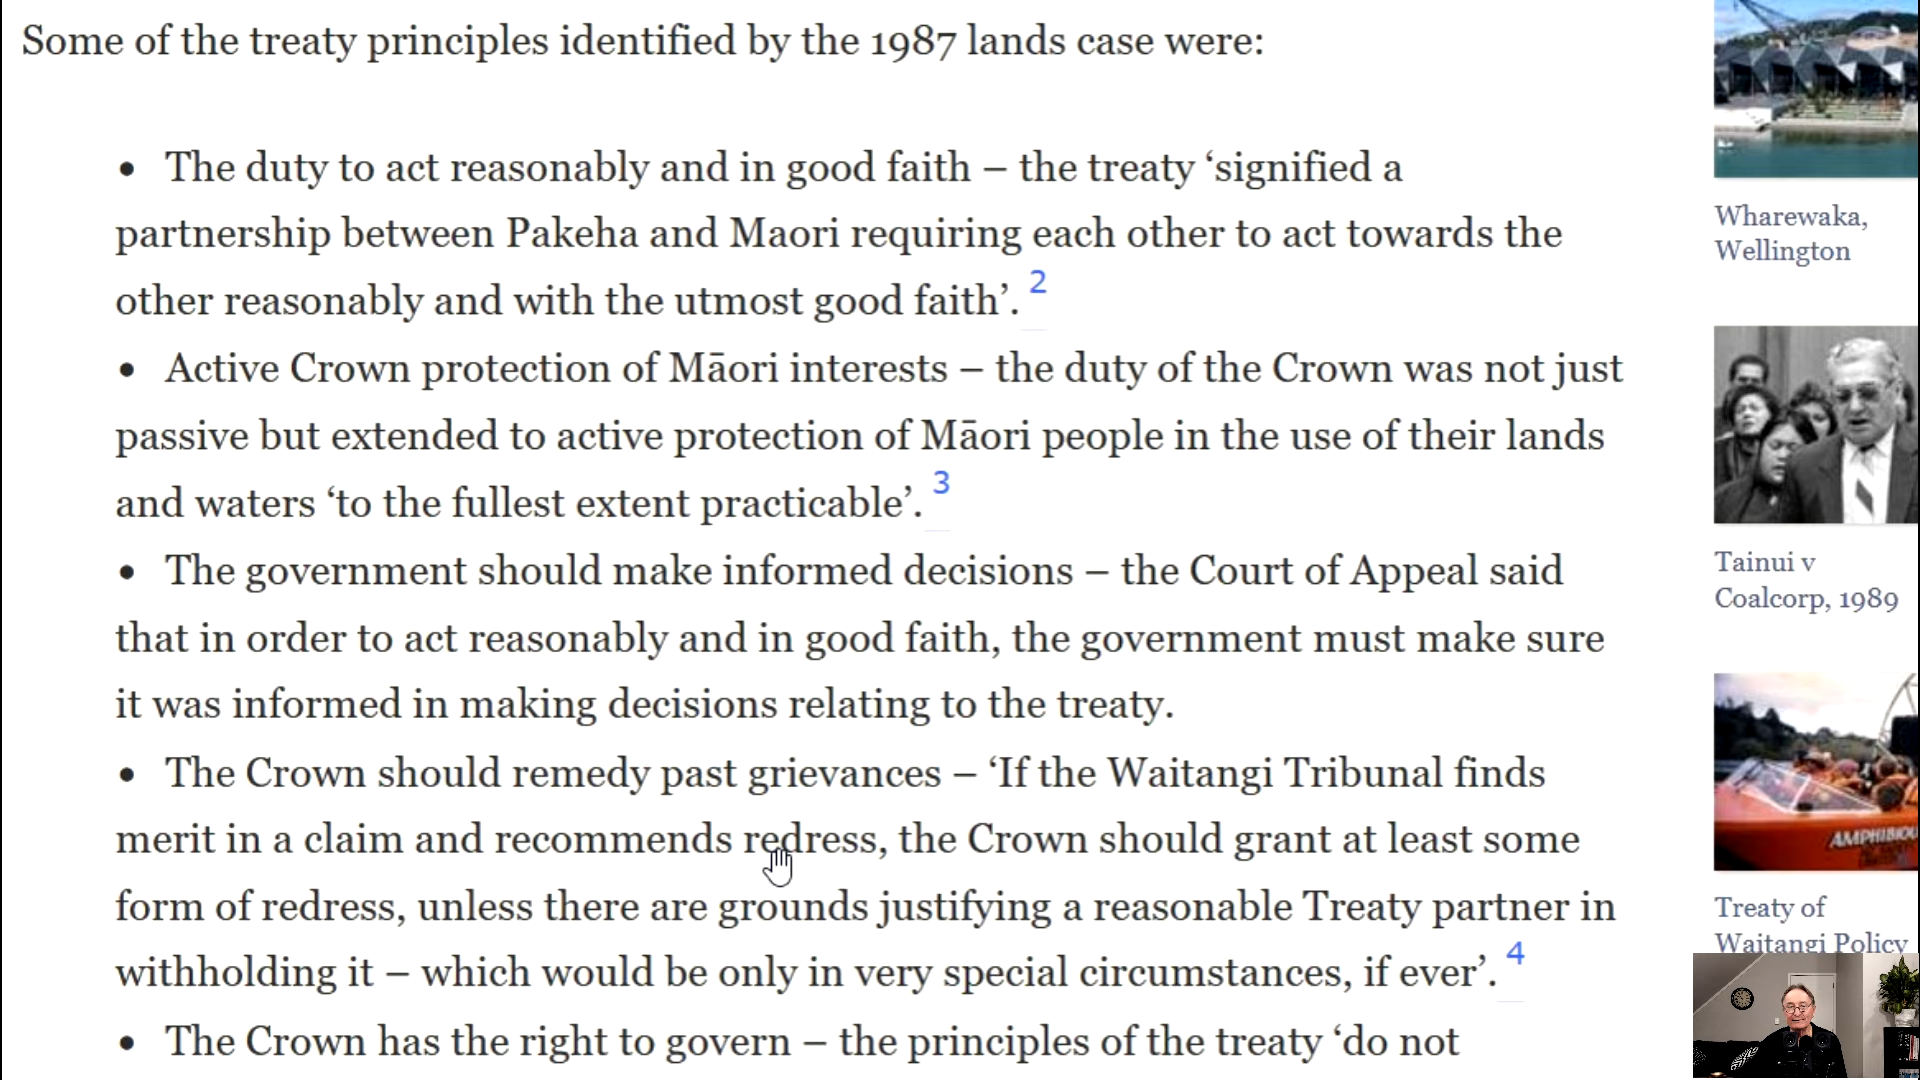 Some of the treaty principles identified by the 1987 lands case were:
• The duty to act reasonably and in good faith – the treaty ‘signified a
partnership between Pakeha and Maori requiring each other to act towards the
other reasonably and with the utmost good faith’. 2
• Active Crown protection of Māori interests – the duty of the Crown was not just
passive but extended to active protection of Māori people in the use of their lands
and waters ‘to the fullest extent practicable’. 3
• The government should make informed decisions – the Court of Appeal said
that in order to act reasonably and in good faith, the government must make sure
it was informed in making decisions relating to the treaty.
• The Crown should remedy past grievances – ‘If the Waitangi Tribunal finds
merit in a claim and recommends redress, the Crown should grant at least some
form of redress, unless there are grounds justifying a reasonable Treaty partner in
withholding it – which would be only in very special circumstances, if ever’. 4
• The Crown has the right to govern – the principles of the treaty ‘do not
Wharewaka,
Wellington
Tainui v
Coalcorp, 1989
AMPHIBIOU
Treaty of
Waitangi Policy